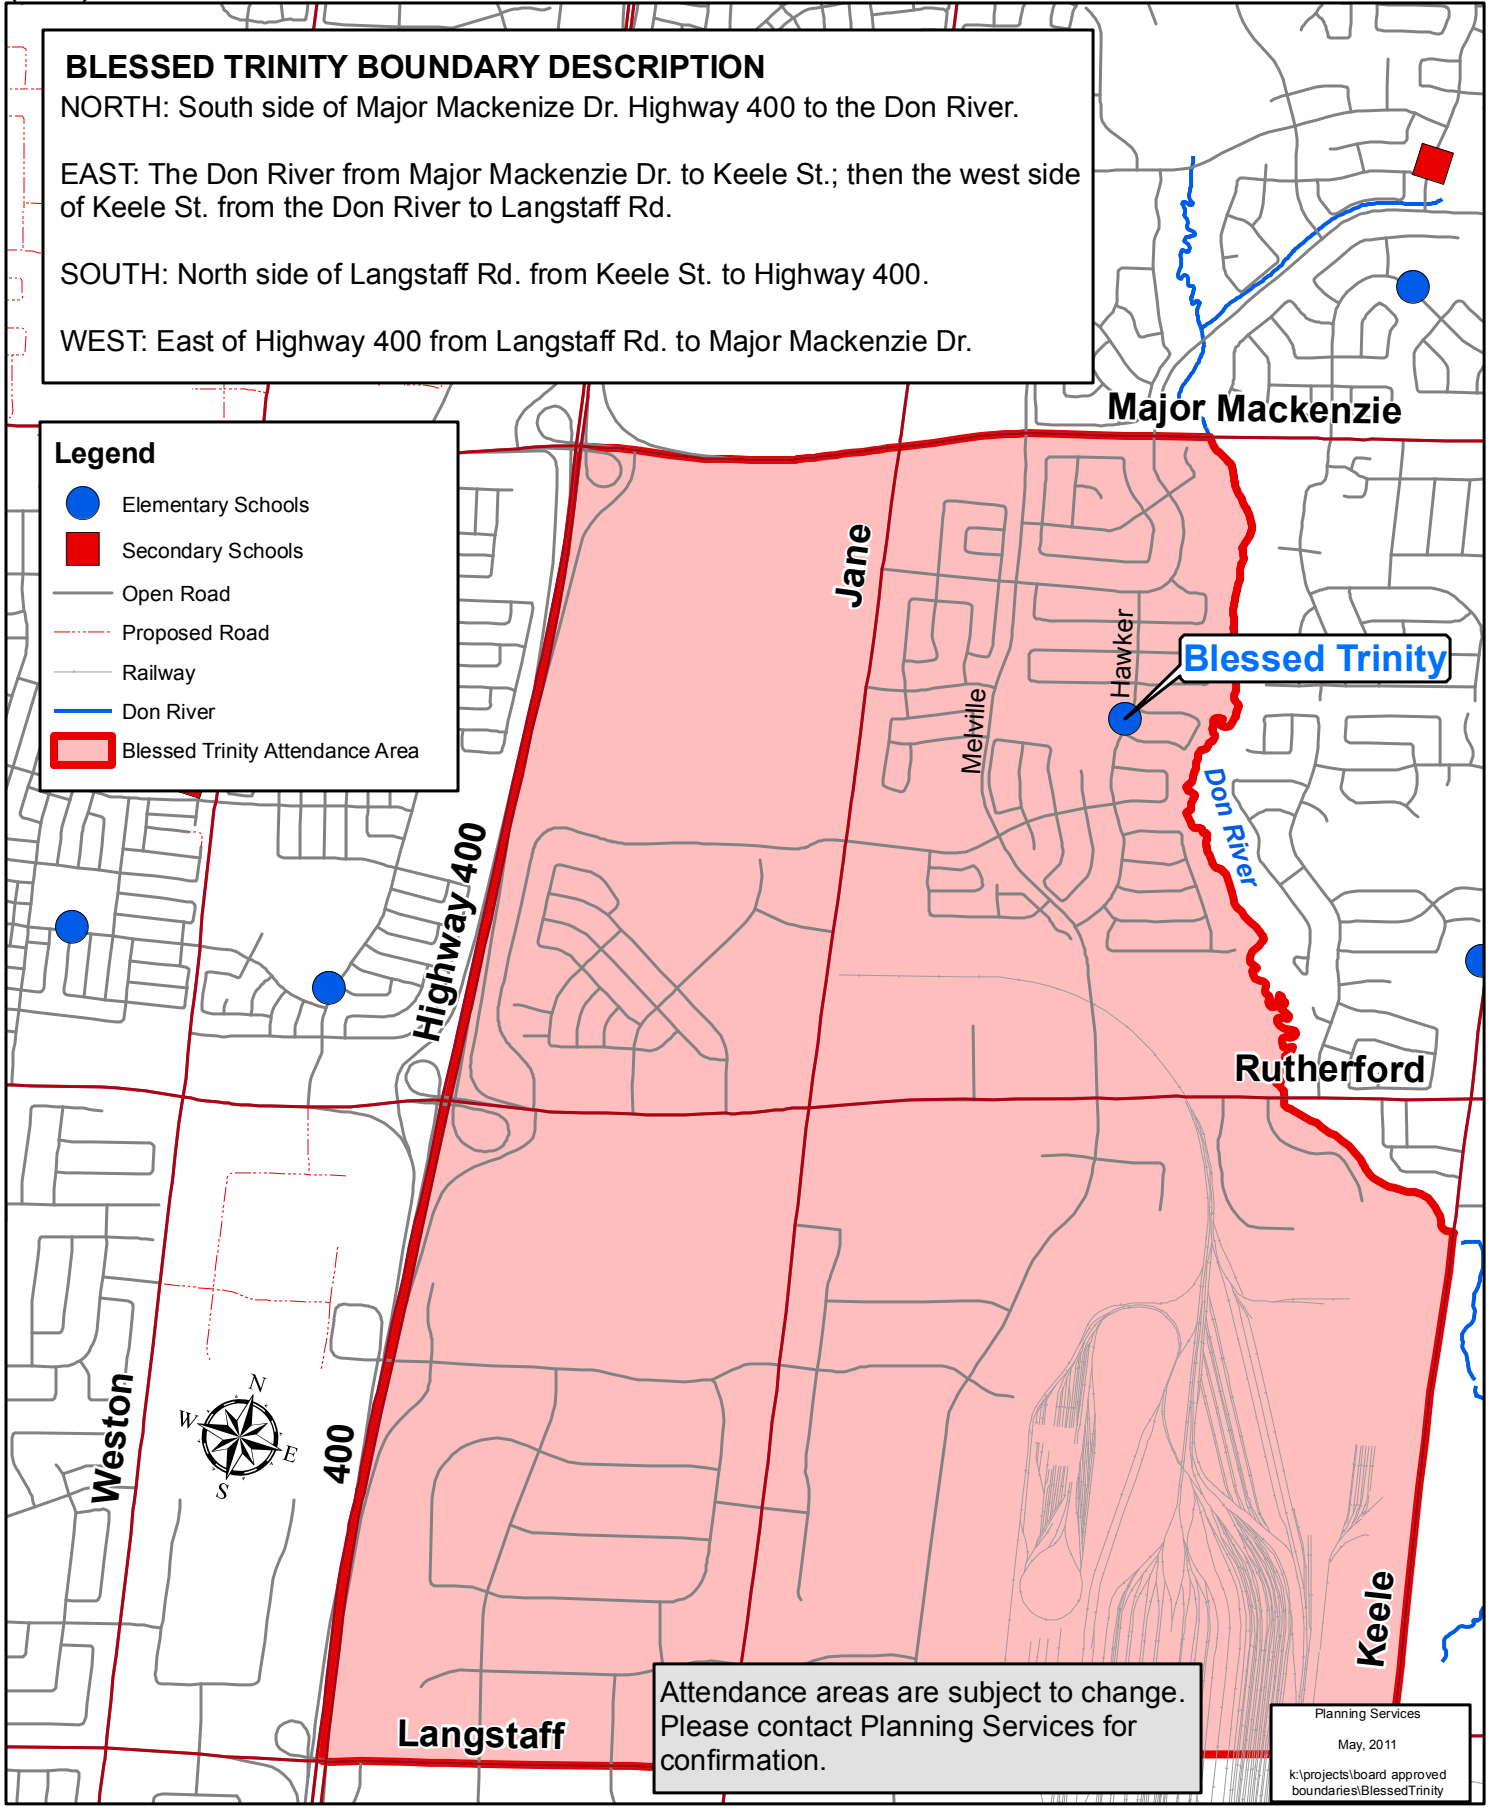 BLESSED TRINITY BOUNDARY DESCRIPTION
NORTH: South side of Major Mackenize Dr. Highway 400 to the Don River.
EAST: The Don River from Major Mackenzie Dr. to Keele St.; then the west side
of Keele St. from the Don River to Langstaff Rd.
SOUTH: North side of Langstaff Rd. from Keele St. to Highway 400.
WEST: East of Highway 400 from Langstaff Rd. to Major Mackenzie Dr.
Major Mackenzie
Legend
Elementary Schools
Secondary Schools
Open Road
Proposed Road
Railway
Don River
Blessed Trinity Attendance Area
Jane
Hawker
Blessed Trinity
Melville
Don River
Highway 400
Rutherford
Weston
N
W
E
S
400
Keele
Langstaff
Attendance areas are subject to change.
Please contact Planning Services for
confirmation.
Planning Services
May, 2011
k:\projects\board approved
boundaries\BlessedTrinity